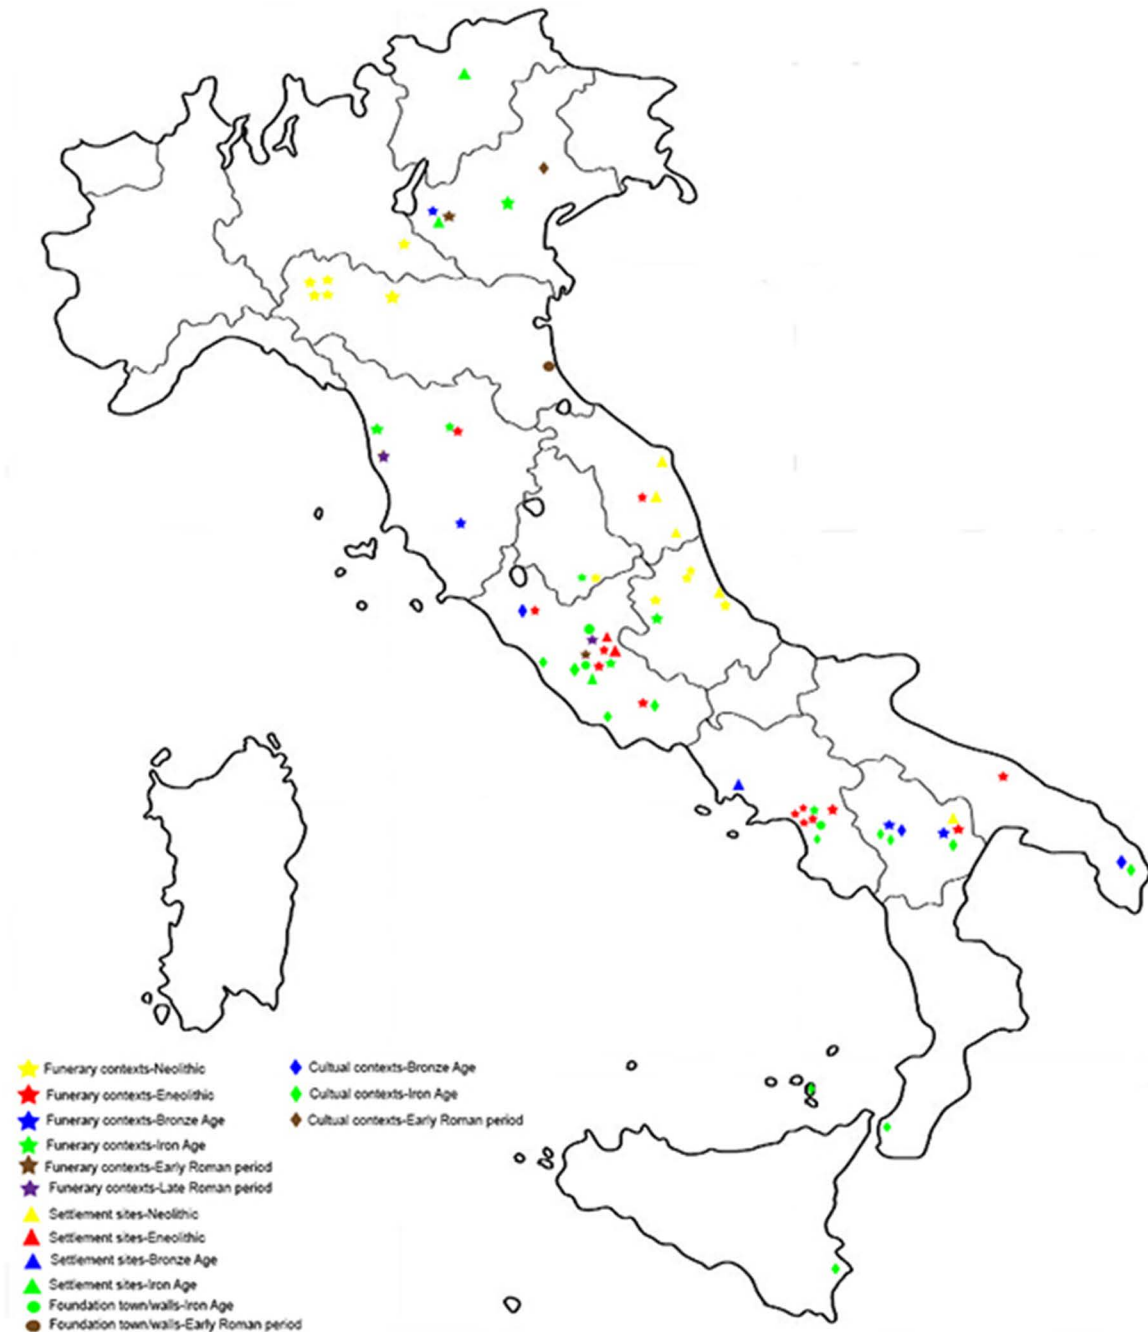 Funerary contexts-Neolithic
Funerary contexts-Eneolithic
Funerary contexts-Bronze Age
Funerary contexts-Iron Age
Funerary contexts-Early Roman period
Funerary contexts-Late Roman period
Settlement sites-Neolithic
Settlement sites-Eneolithic
Settlement sites-Bronze Age
Settlement sites-Iron Age
Foundation town/walls-Iron Age
Foundation town/walls-Early Roman period
Cultual contexts-Bronze Age
Cultual contexts-Iron Age
Cultual contexts-Early Roman period